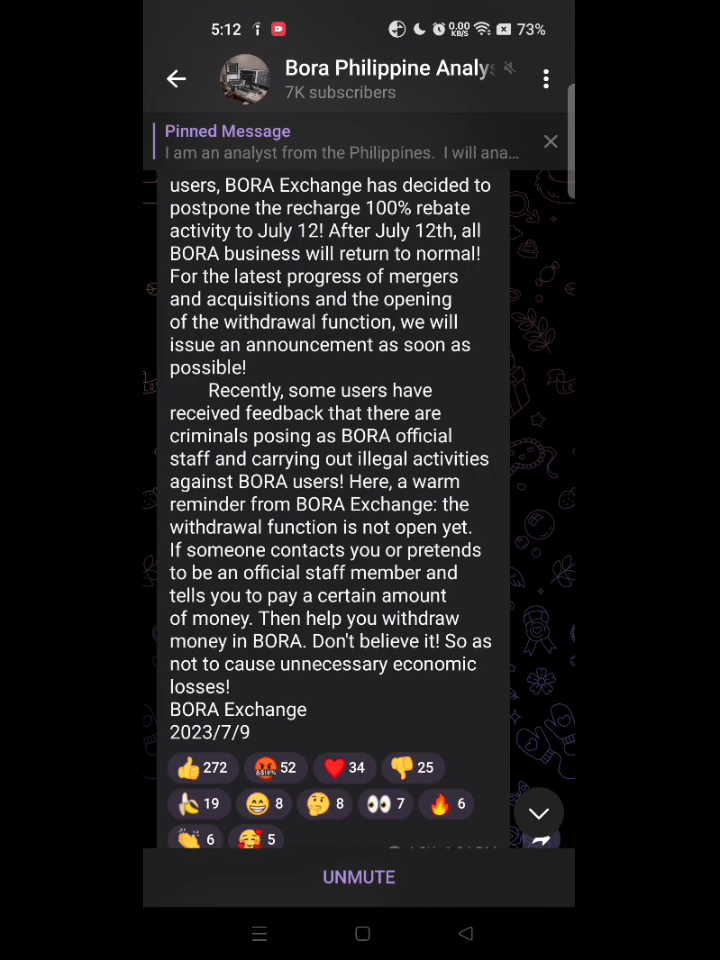 5:12
0.00
KB/S
73%
Bora Philippine Analys
7K subscribers
Pinned Message
I am an analyst from the Philippines.  I will ana...
users, BORA Exchange has decided to
postpone the recharge 100% rebate
activity to July 12! After July 12th, all
BORA business will return to normal!
For the latest progress of mergers
and acquisitions and the opening
of the withdrawal function, we will
issue an announcement as soon as
possible!
Recently, some users have
received feedback that there are
criminals posing as BORA official
staff and carrying out illegal activities
against BORA users! Here, a warm
reminder from BORA Exchange: the
withdrawal function is not open yet.
If someone contacts you or pretends
to be an official staff member and
tells you to pay a certain amount
of money. Then help you withdraw
money in BORA. Don't believe it! So as
not to cause unnecessary economic
losses!
BORA Exchange
2023/7/9
272 52 34 25
19 8 8 7 6
6 5
UNMUTE